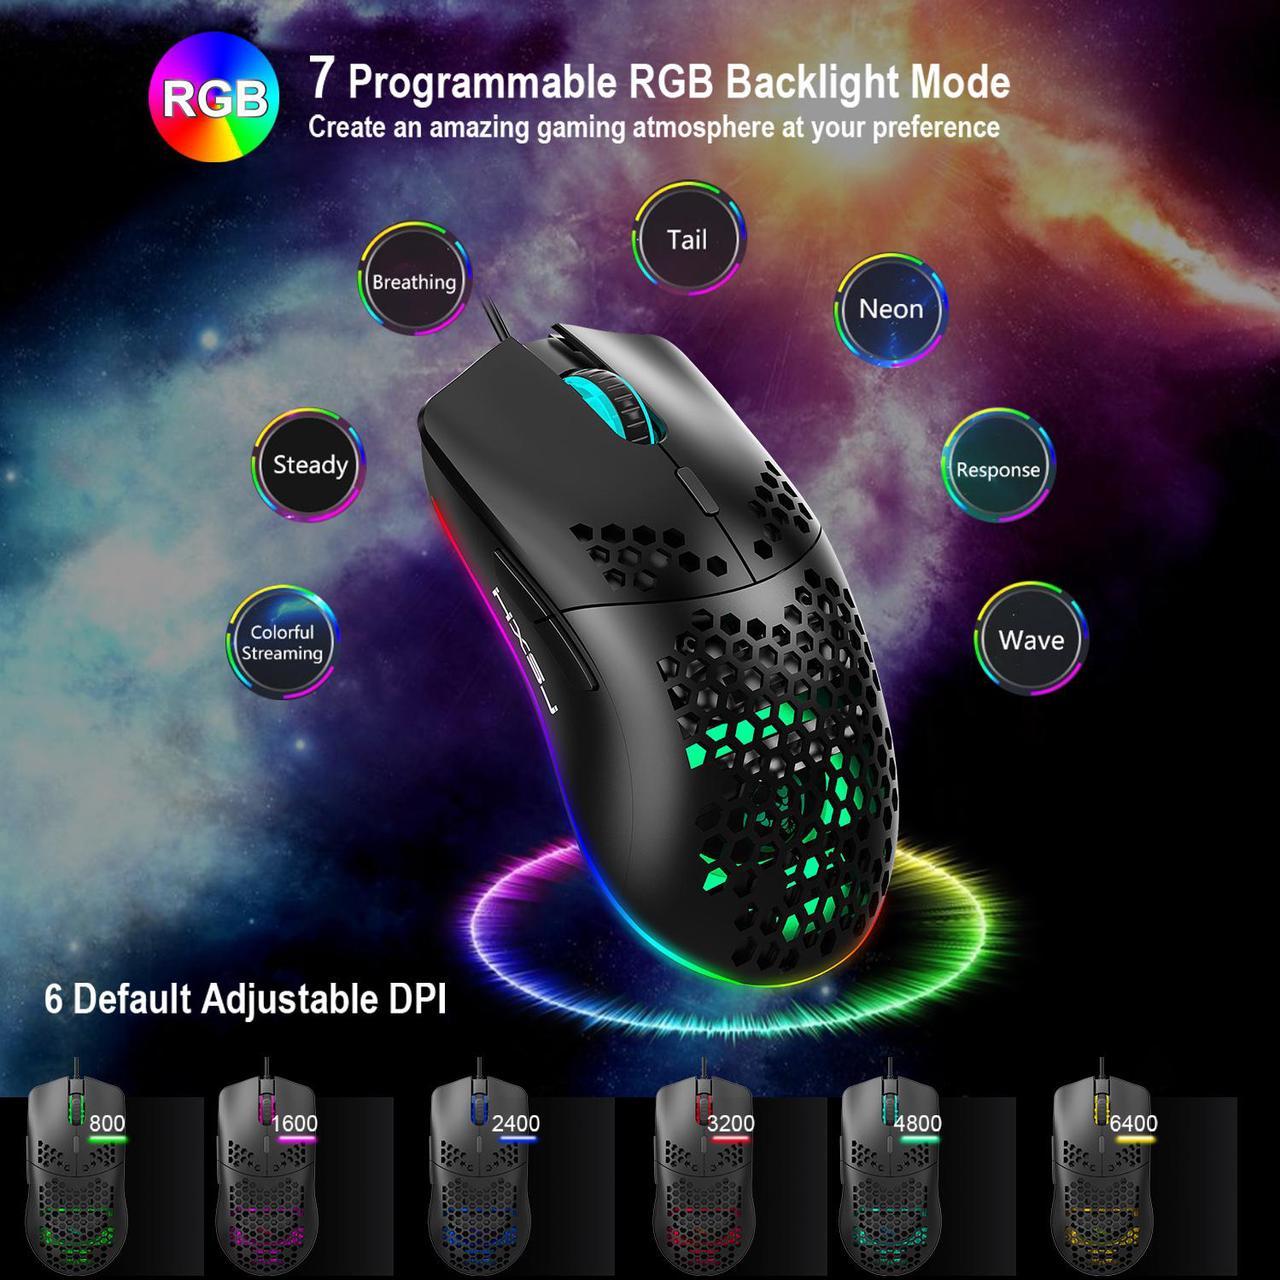 RGB
7 Programmable RGB Backlight Mode
Create an amazing gaming atmosphere at your preference
Tail
Breathing
Neon
Steady
Response
Colorful
Streaming
Wave
HXSJ
6 Default Adjustable DPI
800
1600
2400
3200
4800
6400